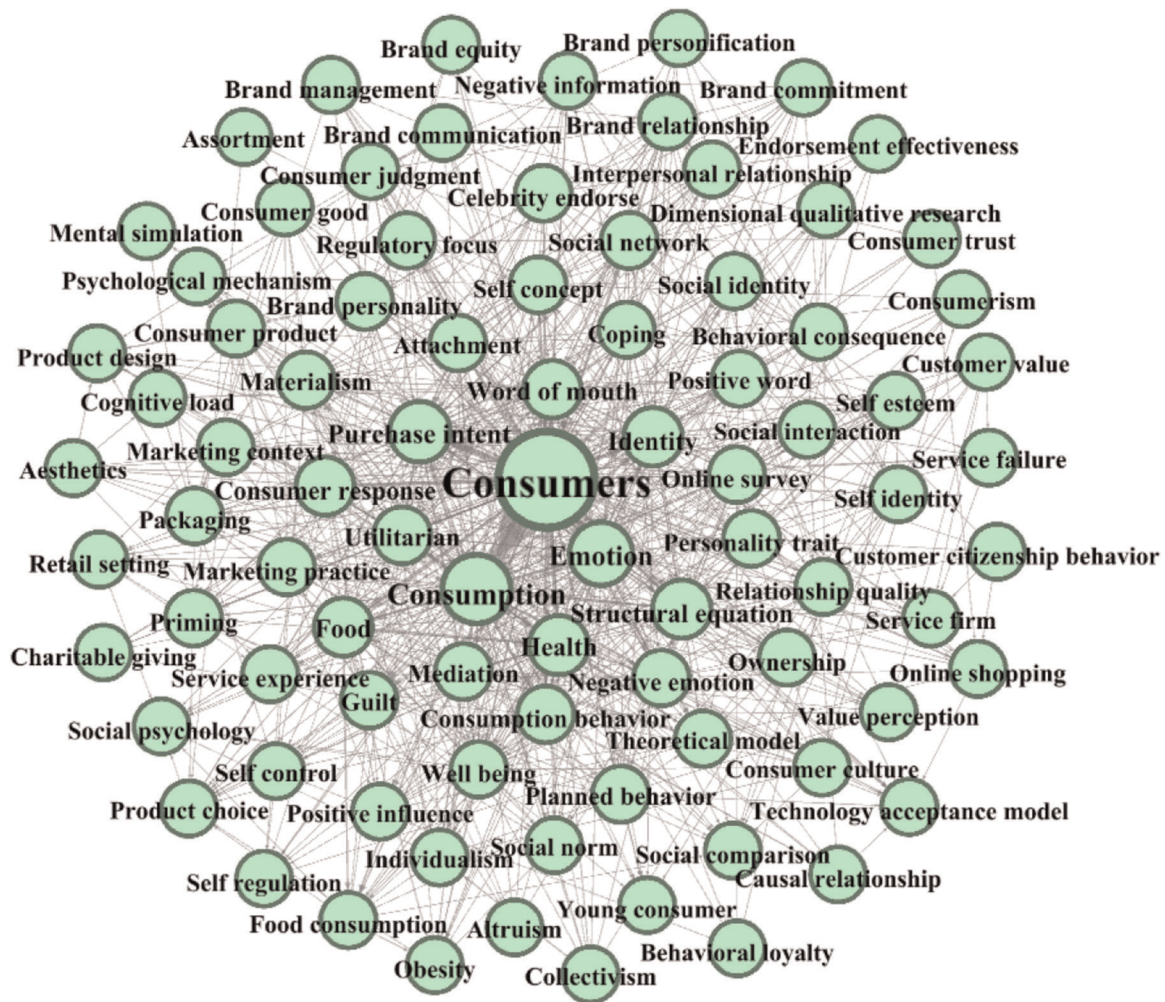 Brand equity
Brand personification
Brand management
Negative information
Brand commitment
Assortment
Brand communication
Brand relationship
Endorsement effectiveness
Consumer judgment
Interpersonal relationship
Celebrity endorse
Consumer good
Dimensional qualitative research
Mental simulation
Regulatory focus
Social network
Consumer trust
Psychological mechanism
Self concept
Social identity
Consumerism
Brand personality
Consumer product
Coping
Behavioral consequence
Product design
Attachment
Customer value
Materialism
Word of mouth
Positive word
Cognitive load
Self esteem
Purchase intent
Identity
Social interaction
Marketing context
Service failure
Aesthetics
Consumer response
Consumers
Online survey
Self identity
Packaging
Utilitarian
Emotion
Personality trait
Customer citizenship behavior
Retail setting
Marketing practice
Consumption
Relationship quality
Structural equation
Priming
Food
Service firm
Health
Charitable giving
Ownership
Service experience
Mediation
Negative emotion
Online shopping
Guilt
Consumption behavior
Value perception
Social psychology
Theoretical model
Self control
Well being
Consumer culture
Planned behavior
Product choice
Positive influence
Technology acceptance model
Social norm
Individualism
Social comparison
Self regulation
Causal relationship
Young consumer
Food consumption
Altruism
Behavioral loyalty
Obesity
Collectivism